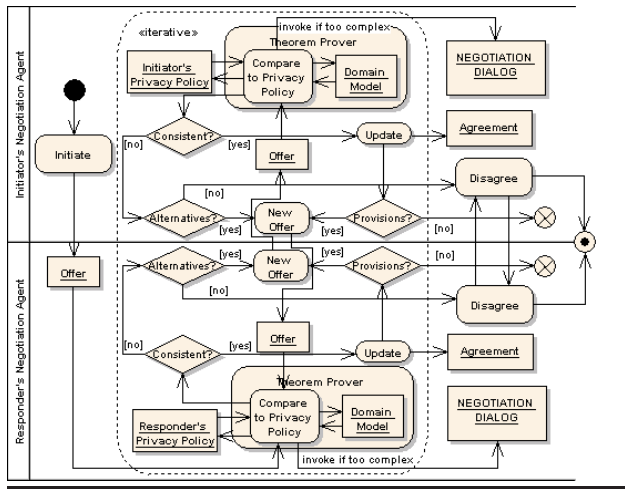 Initiator's Negotiation Agent
«iterative»
invoke if too complex
Theorem Prover
Initiator's
Privacy Policy
Compare
to Privacy
Policy
Domain
Model
NEGOTIATION
DIALOG
Initiate
Consistent?
[no]
[yes]
Offer
Update
Agreement
[no]
Disagree
Alternatives?
[yes]
New
Offer
[yes]
Provisions?
[no]
Responder's Negotiation Agent
Offer
Alternatives?
[yes]
New
Offer
[yes]
Provisions?
[no]
[no]
Disagree
Offer
[no]
Consistent?
[yes]
Update
Agreement
Theorem Prover
Compare
to Privacy
Policy
Responder's
Privacy Policy
Domain
Model
NEGOTIATION
DIALOG
invoke if too complex